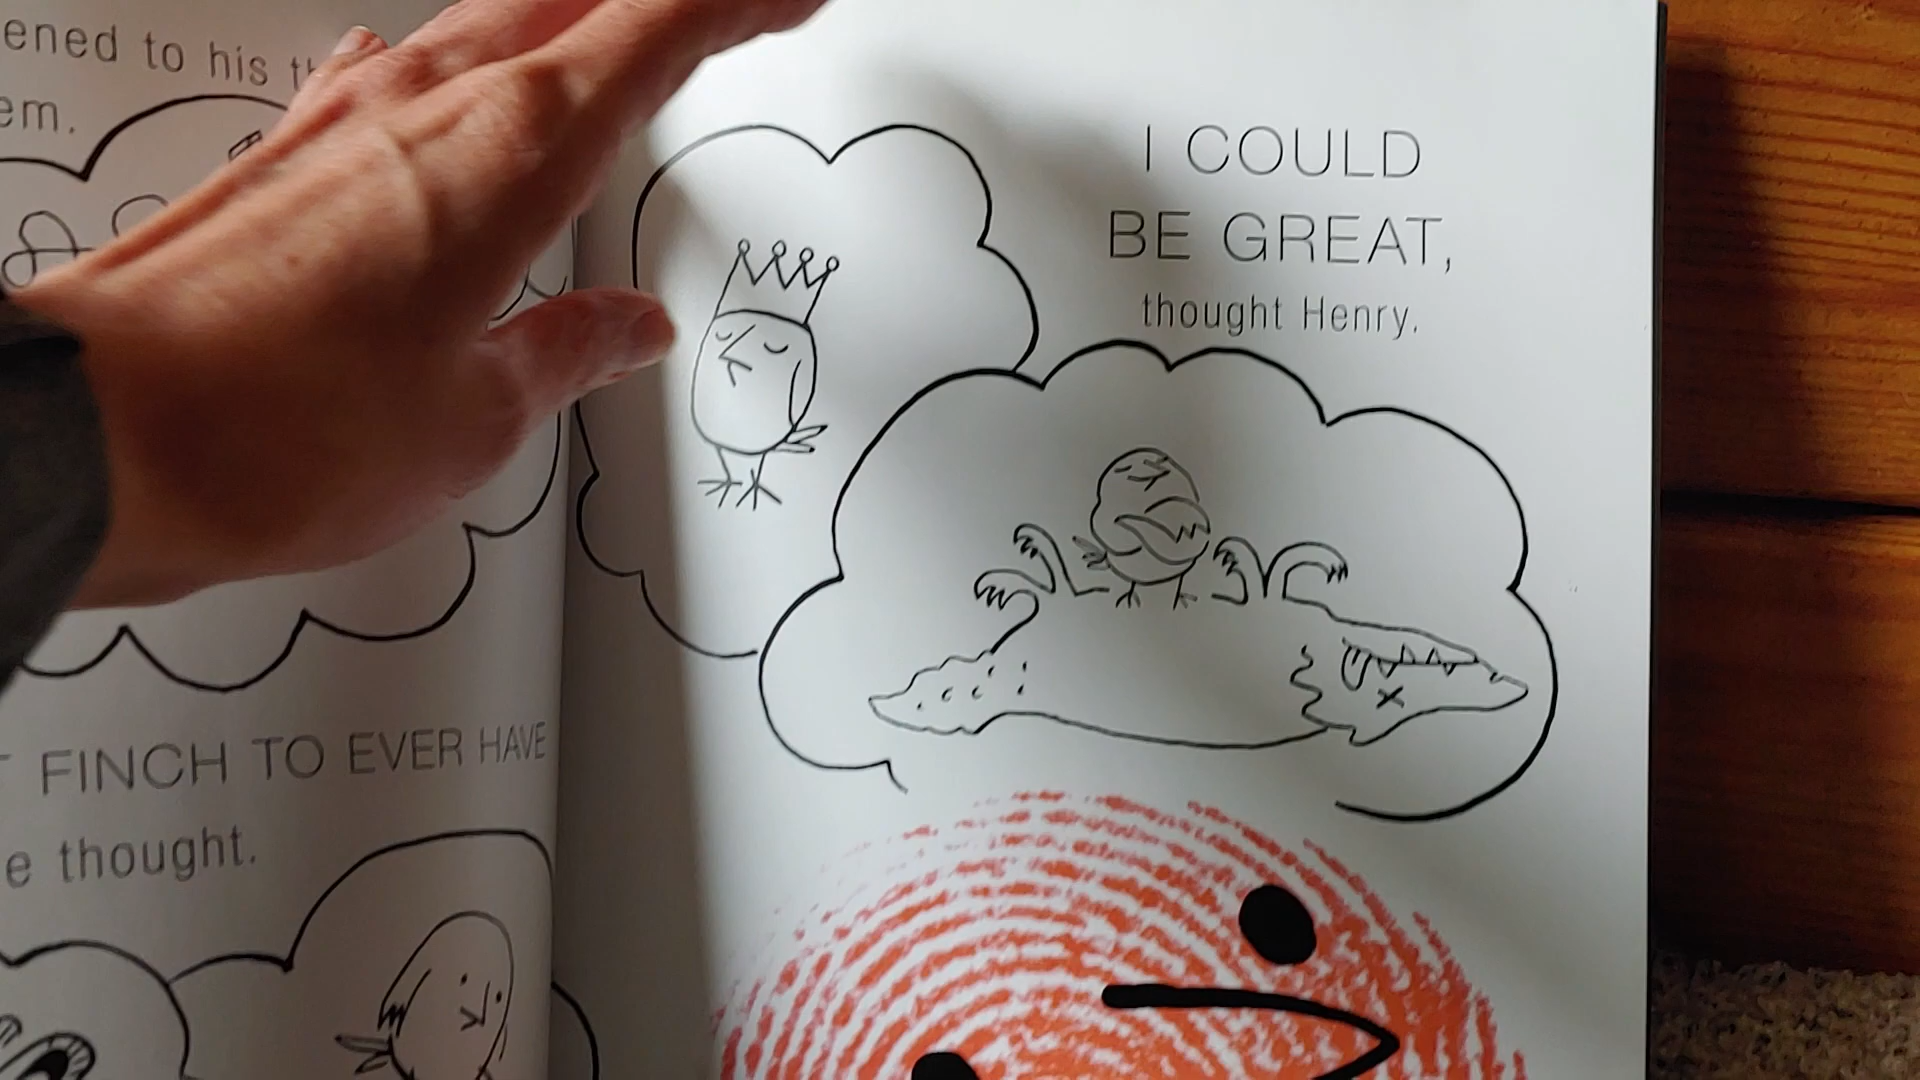 ened to his
em.
FINCH TO EVER HAVE
e thought.
I COULD
BE GREAT,
thought Henry.